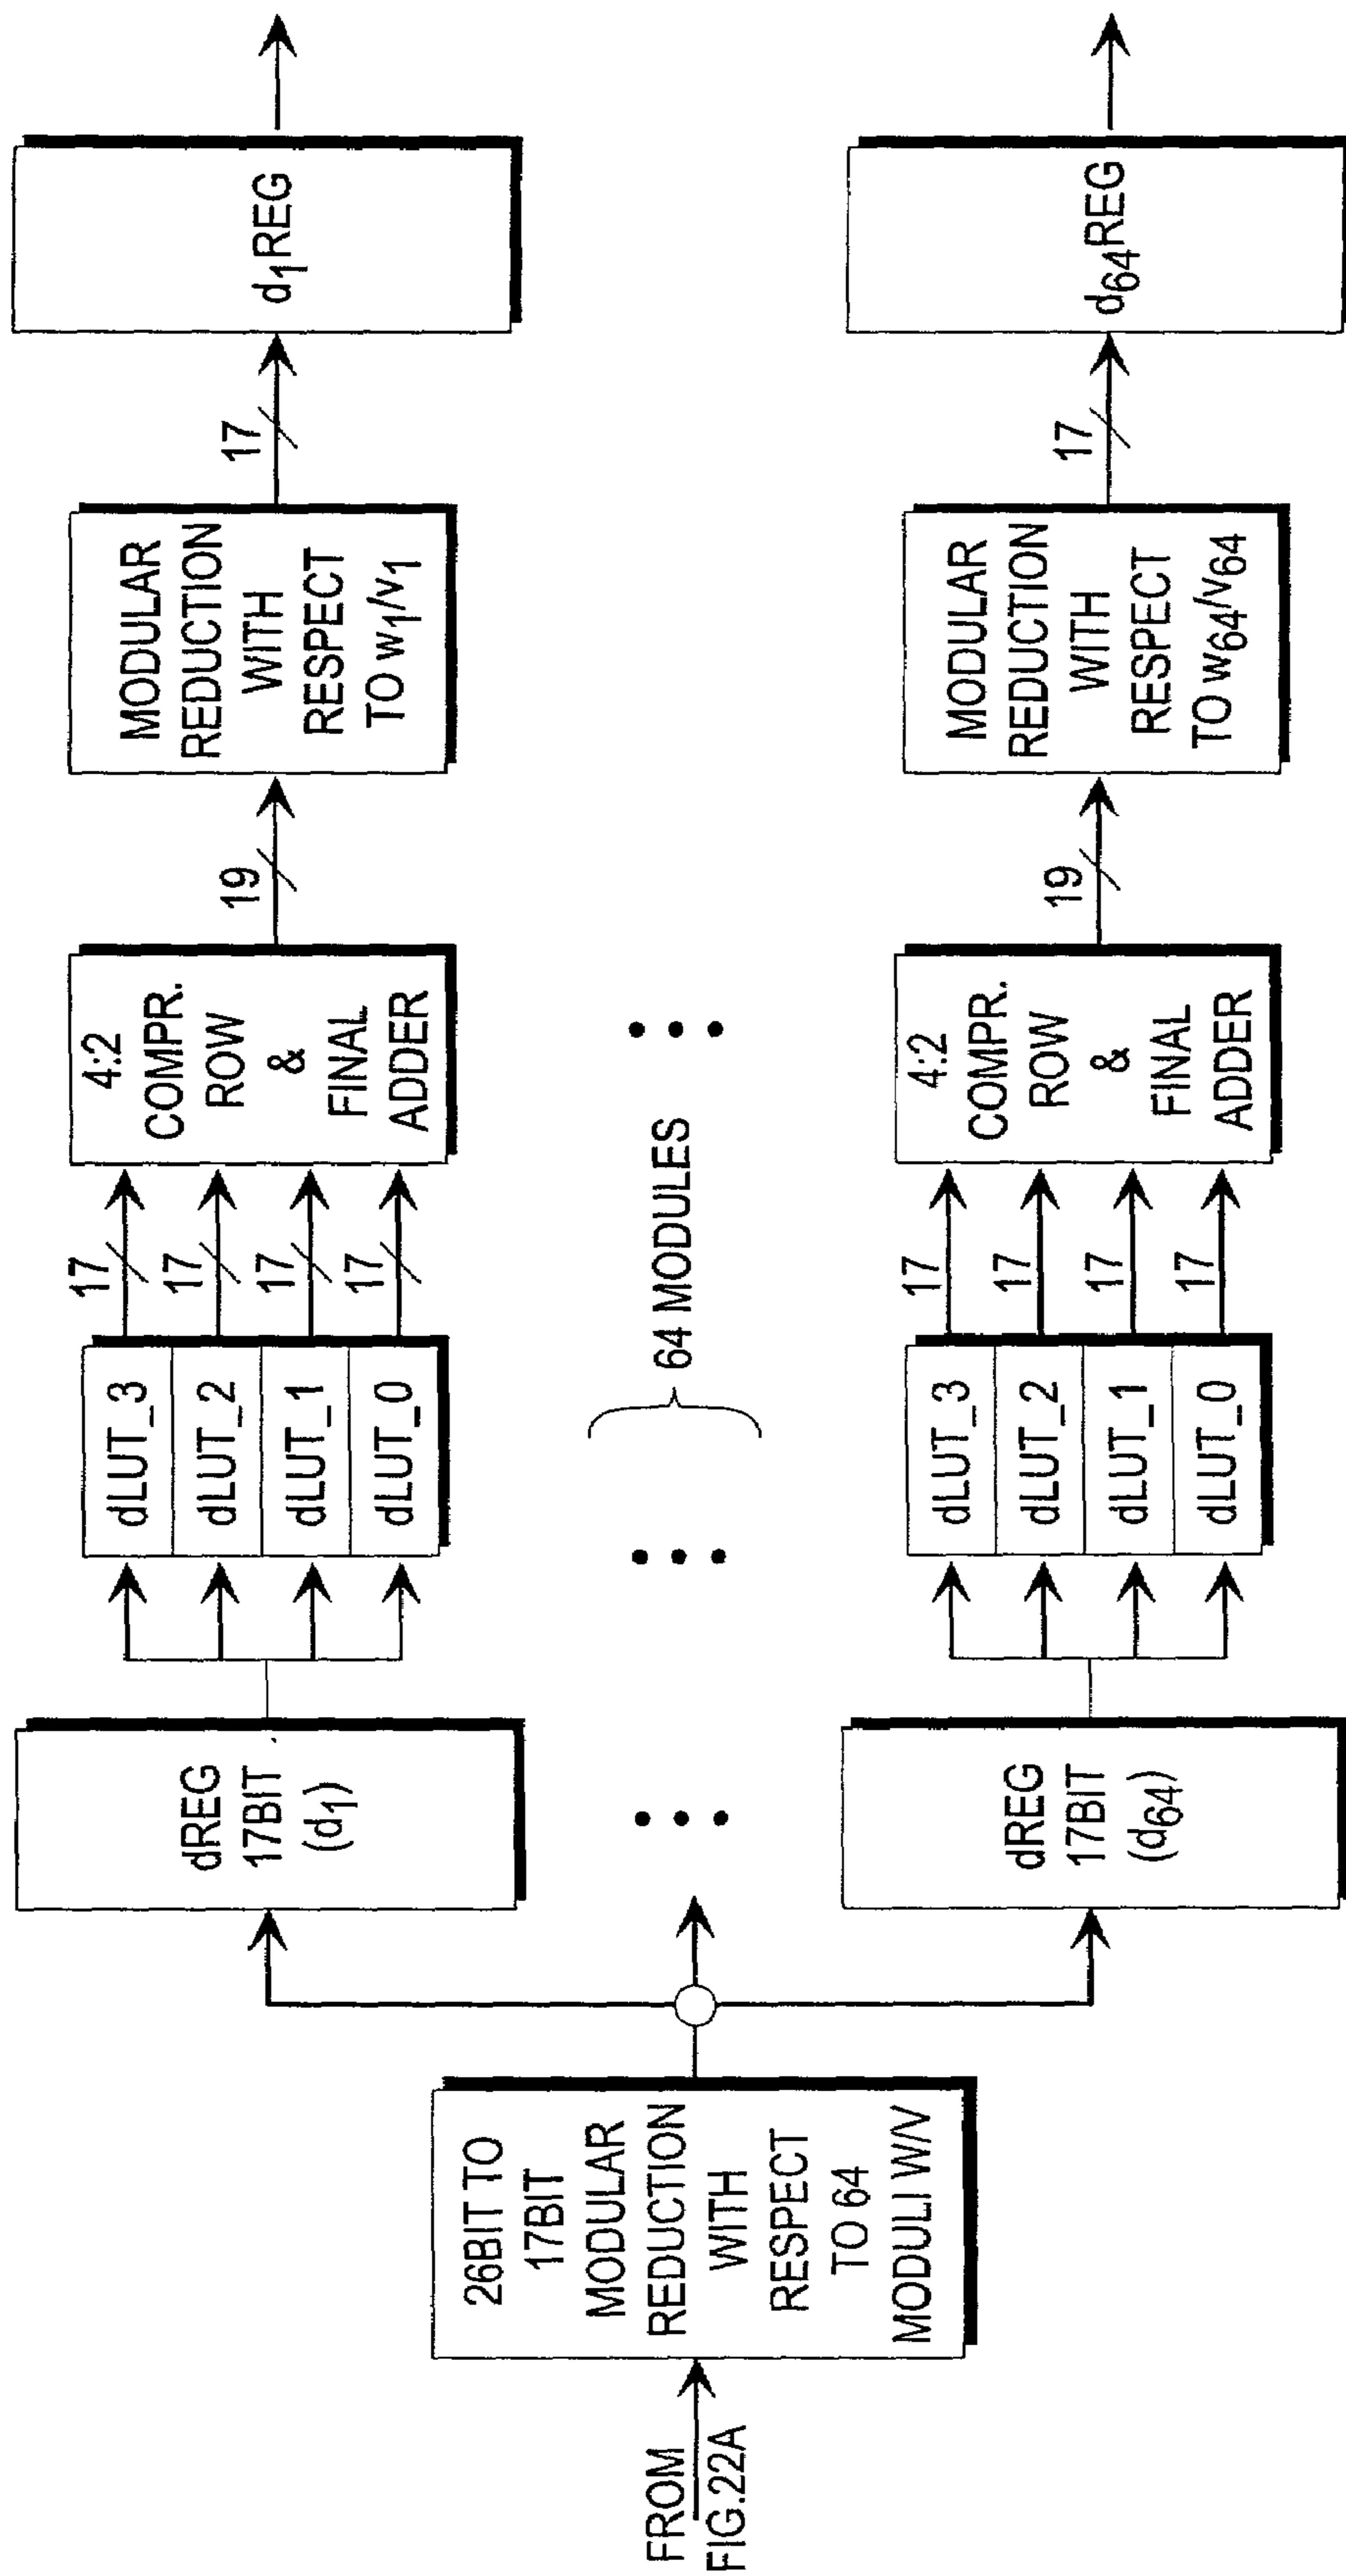 FROM
FIG.22A
26BIT TO
17BIT
MODULAR
REDUCTION
WITH
RESPECT
TO 64
MODULI W/V
dREG
17BIT
(d1)
dLUT_3
dLUT_2
dLUT_1
dLUT_0
17
17
17
17
4:2
COMPR.
ROW
&
FINAL
ADDER
19
MODULAR
REDUCTION
WITH
RESPECT
TO w1/v1
17
d1REG
64 MODULES
dREG
17BIT
(d64)
dLUT_3
dLUT_2
dLUT_1
dLUT_0
17
17
17
17
4:2
COMPR.
ROW
&
FINAL
ADDER
19
MODULAR
REDUCTION
WITH
RESPECT
TO w64/v64
17
d64REG